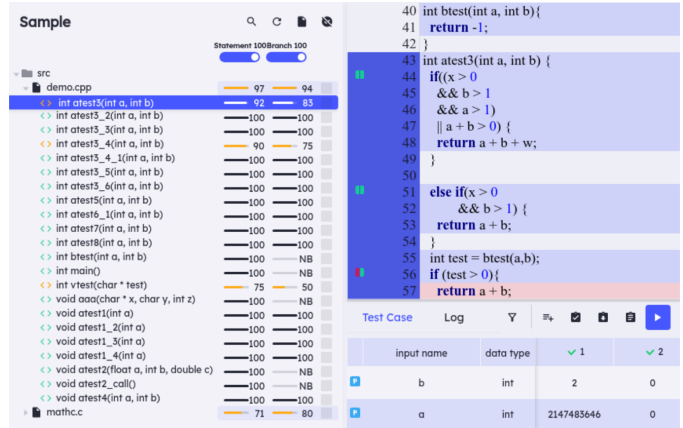 Sample
Statement 100 Branch 100
src
demo.cpp 97 94
int atest3(int a, int b) 92 83
int atest3_2(int a, int b) 100 100
int atest3_3(int a, int b) 100 100
int atest3_4(int a, int b) 90 75
int atest3_4_1(int a, int b) 100 100
int atest3_5(int a, int b) 100 100
int atest3_6(int a, int b) 100 100
int atest5(int a, int b) 100 100
int atest6_1(int a, int b) 100 100
int atest7(int a, int b) 100 100
int atest8(int a, int b) 100 100
int btest(int a, int b) 100 NB
int main() 100 NB
int vtest(char * test) 75 50
void aaa(char * x, char y, int z) 100 NB
void atest1(int a) 100 100
void atest1_2(int a) 100 100
void atest1_3(int a) 100 100
void atest1_4(int a) 100 100
void atest2(float a, int b, double c) 100 NB
void atest2_call() 100 NB
void atest4(int a, int b) 100 100
mathc.c 71 80
40 int btest(int a, int b){
41 return -1;
42 }
43 int atest3(int a, int b) {
44 if((x > 0
45 && b > 1
46 && a > 1)
47 || a + b > 0) {
48 return a + b + w;
49 }
50
51 else if(x > 0
52 && b > 1) {
53 return a + b;
54 }
55 int test = btest(a,b);
56 if (test > 0){
57 return a + b;
Test Case Log
input name data type 1 2
P b int 2 0
P a int 2147483646 0